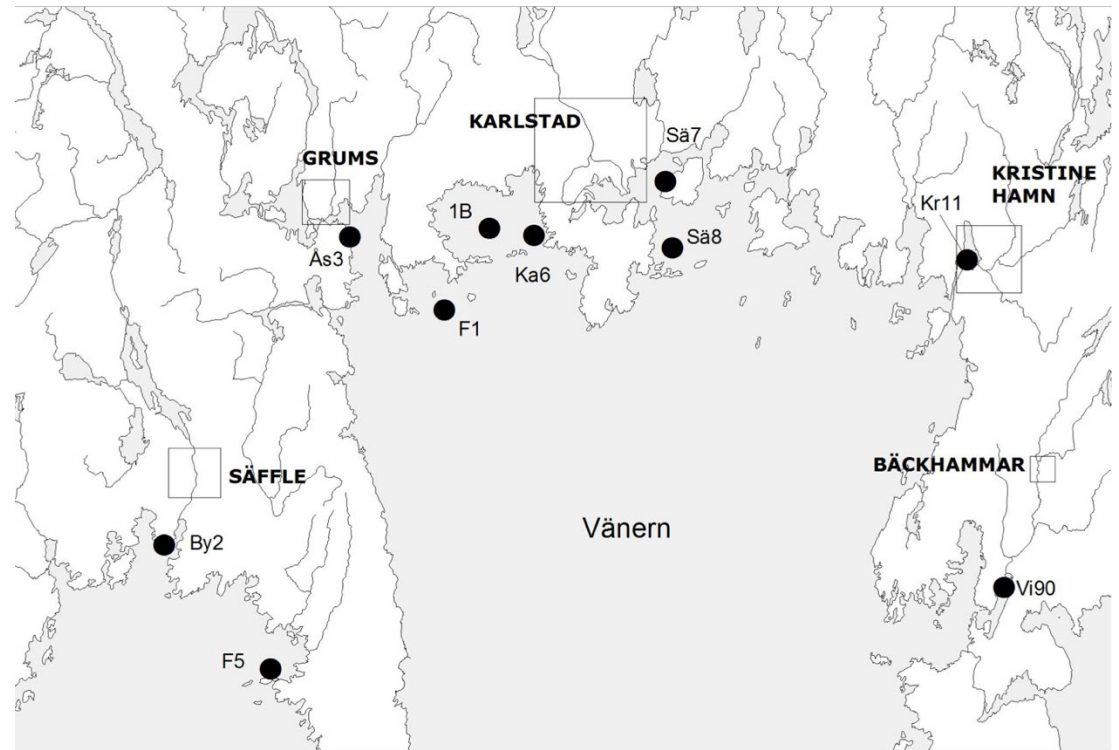 KARLSTAD
Sä7
GRUMS
KRISTINE
HAMN
Kr11
1B
Sä8
Ås3
Ka6
F1
BÄCKHAMMAR
SÄFFLE
Vänern
By2
Vi90
F5